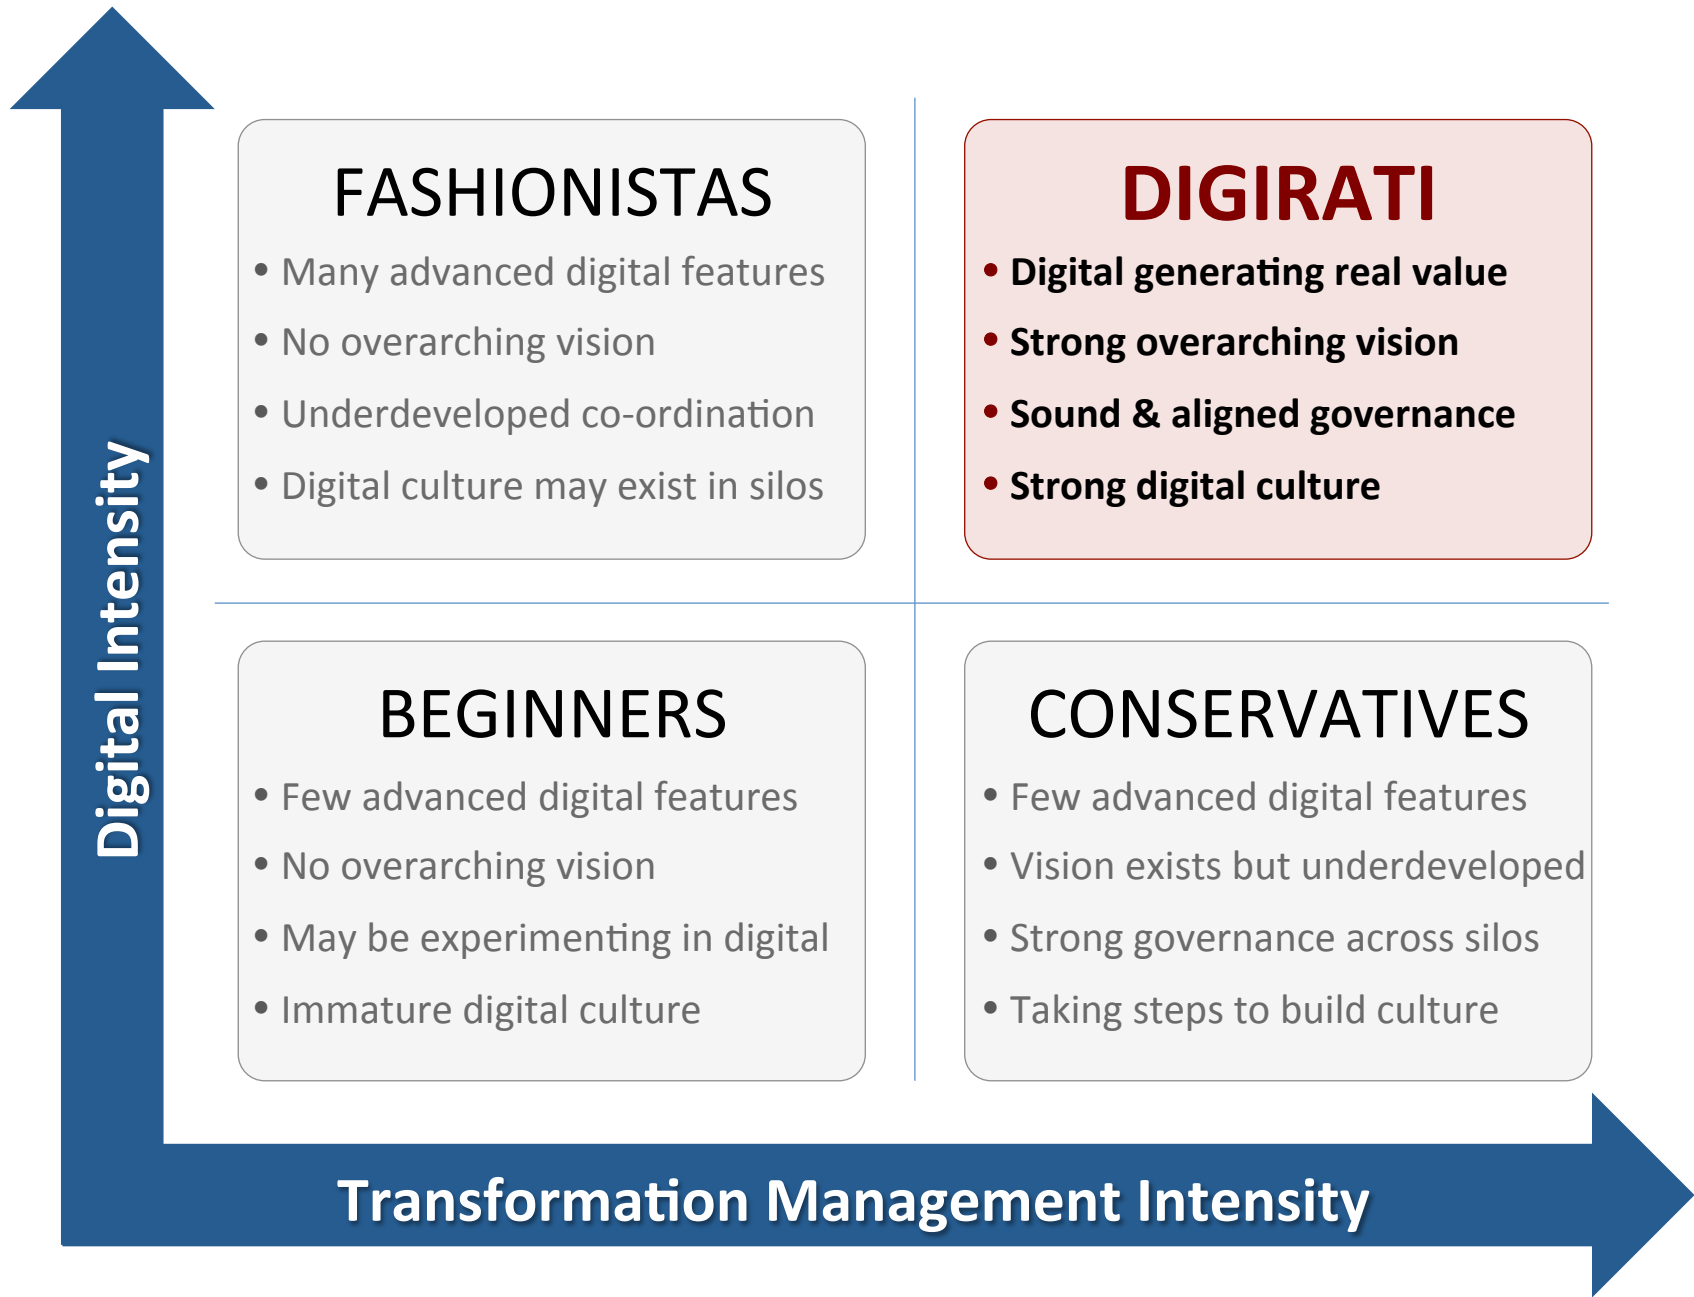 Digital Intensity
FASHIONISTAS
• Many advanced digital features
• No overarching vision
• Underdeveloped co-ordination
• Digital culture may exist in silos
DIGIRATI
• Digital generating real value
• Strong overarching vision
• Sound & aligned governance
• Strong digital culture
BEGINNERS
• Few advanced digital features
• No overarching vision
• May be experimenting in digital
• Immature digital culture
CONSERVATIVES
• Few advanced digital features
• Vision exists but underdeveloped
• Strong governance across silos
• Taking steps to build culture
Transformation Management Intensity